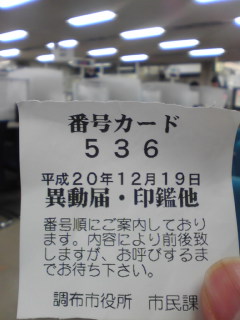 番号カード
５３６
平成２０年１２月１９日
異動届・印鑑他
番号順にご案内しており
ます。内容により前後致
しますが、お呼びするま
でお待ち下さい。
調布市役所　市民課